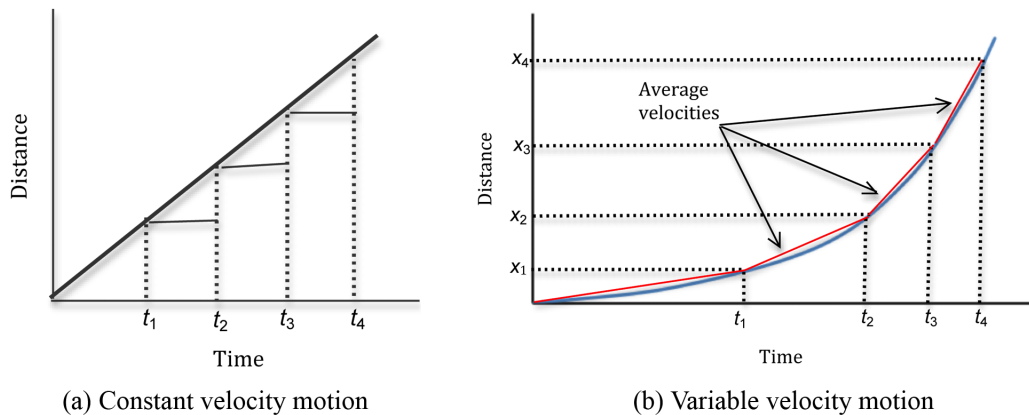 Distance
t₁
t₂
t₃
t₄
Time
(a) Constant velocity motion
x₄
x₃
x₂
x₁
Distance
Average
velocities
t₁
t₂
t₃
t₄
Time
(b) Variable velocity motion